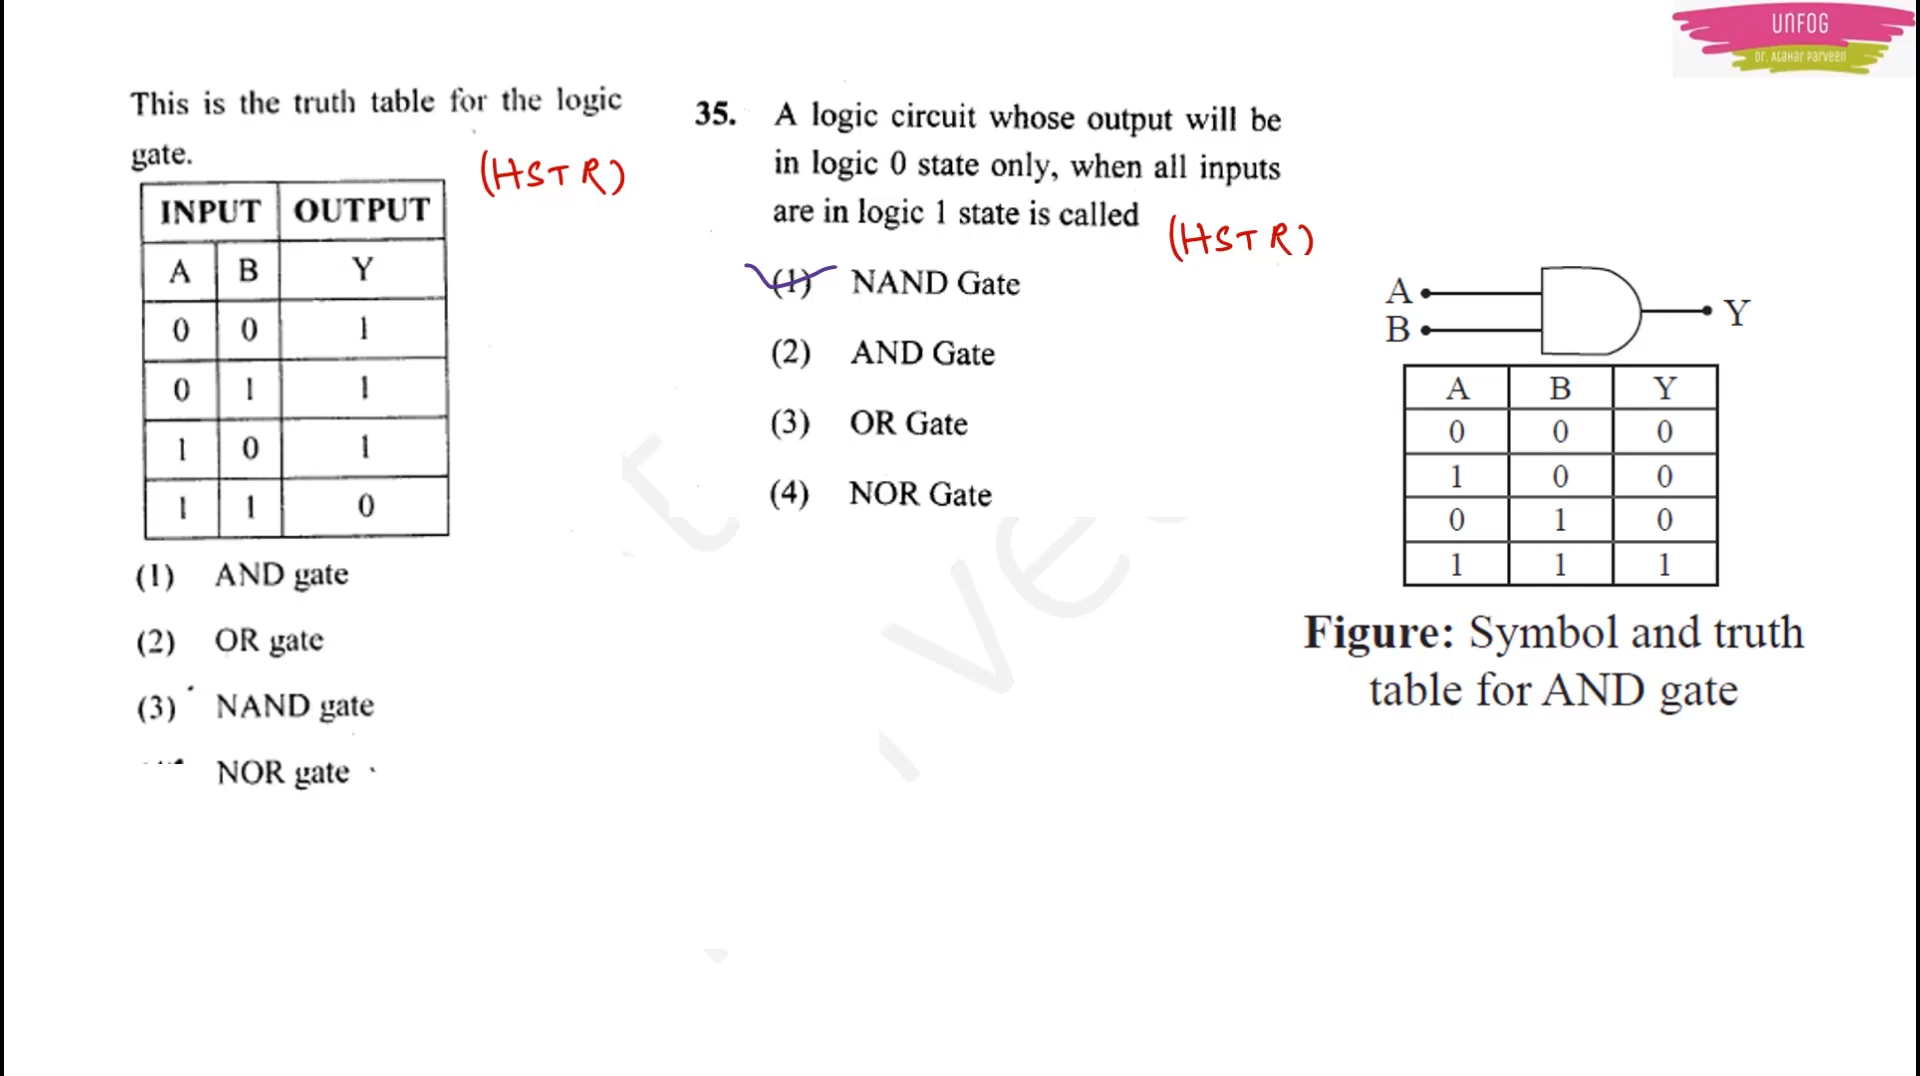 UNFOG
Dr. Atahar Parveen
This is the truth table for the logic
gate.
(HSTR)
INPUT OUTPUT
A B Y
0 0 1
0 1 1
1 0 1
1 1 0
(1) AND gate
(2) OR gate
(3) NAND gate
NOR gate
35. A logic circuit whose output will be
in logic 0 state only, when all inputs
are in logic 1 state is called
(HSTR)
(1) NAND Gate
(2) AND Gate
(3) OR Gate
(4) NOR Gate
A
B
Y
A B Y
0 0 0
1 0 0
0 1 0
1 1 1
Figure: Symbol and truth
table for AND gate